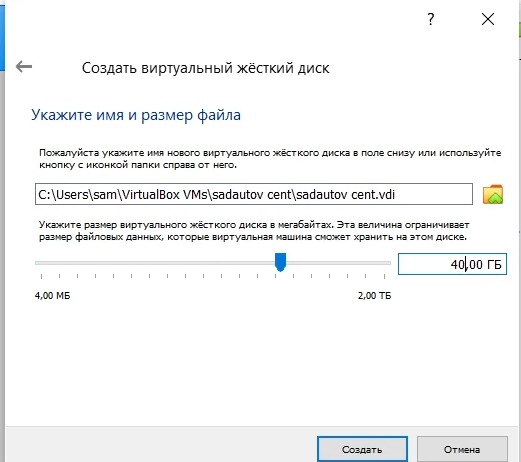 ?
Создать виртуальный жёсткий диск
Укажите имя и размер файла
Пожалуйста укажите имя нового виртуального жёсткого диска в поле снизу или используйте
кнопку с иконкой папки справа от него.
C:\Users\sam\VirtualBox VMs\sadautov cent\sadautov cent.vdi
Укажите размер виртуального жёсткого диска в мегабайтах. Эта величина ограничивает
размер файловых данных, которые виртуальная машина сможет хранить на этом диске.
40,00 ГБ
4,00 МБ 2,00 ТБ
Создать Отмена